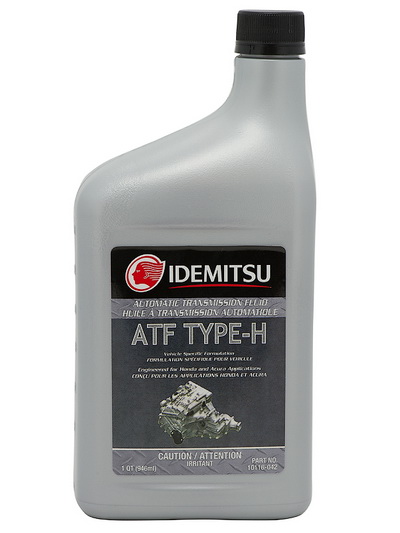 IDEMITSU
AUTOMATIC TRANSMISSION FLUID
HUILE À TRANSMISSION AUTOMATIQUE
ATF TYPE-H
Vehicle Specific Formulation
FORMULATION SPÉCIFIQUE POUR VÉHICULE
Engineered for Honda and Acura Applications
CONÇU POUR LES APPLICATIONS HONDA ET ACURA
CAUTION / ATTENTION
IRRITANT
1 QT (946ml)
PART NO.
10116-042